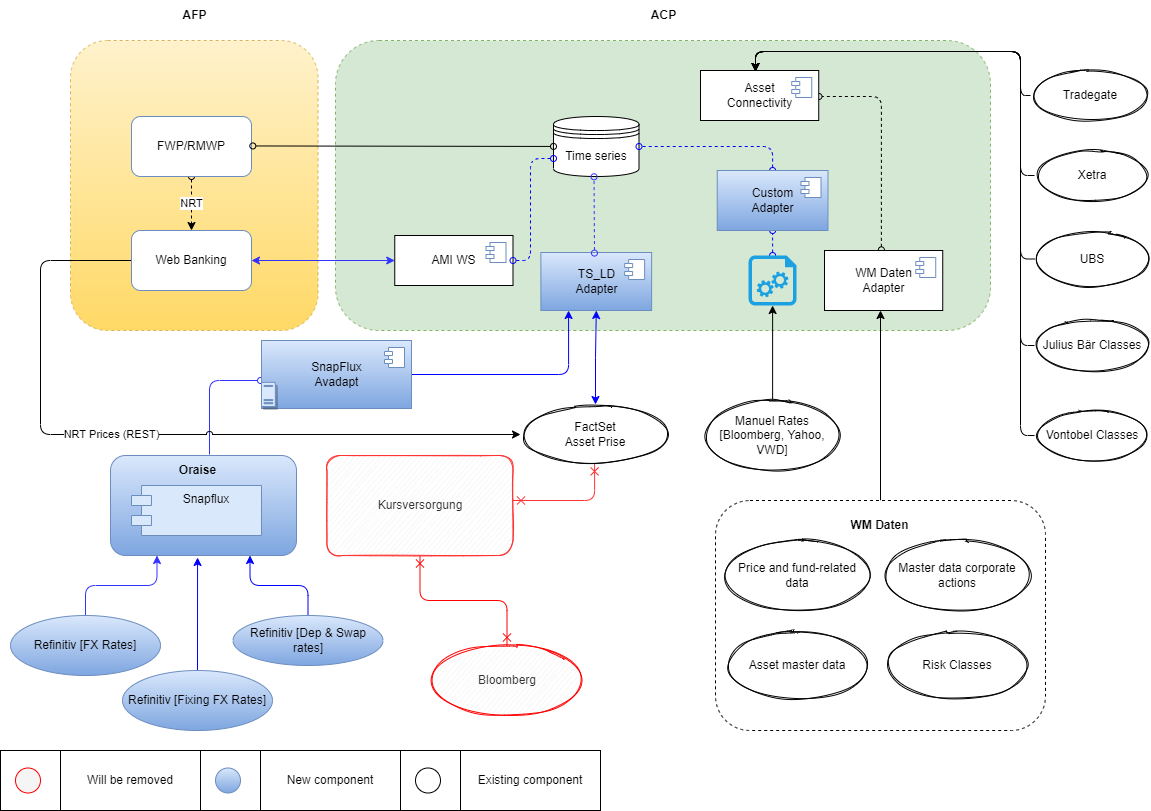 AFP
ACP
Asset
Connectivity
Tradegate
FWP/RMWP
Time series
Xetra
Custom
Adapter
NRT
Web Banking
AMI WS
TS_LD
Adapter
WM Daten
Adapter
UBS
SnapFlux
Avadapt
Julius Bär Classes
NRT Prices (REST)
FactSet
Asset Prise
Manuel Rates
[Bloomberg, Yahoo,
VWD]
Vontobel Classes
Oraise
Snapflux
Kursversorgung
WM Daten
Price and fund-related
data
Master data corporate
actions
Refinitiv [FX Rates]
Refinitiv [Dep & Swap
rates]
Asset master data
Risk Classes
Refinitiv [Fixing FX Rates]
Bloomberg
Will be removed
New component
Existing component